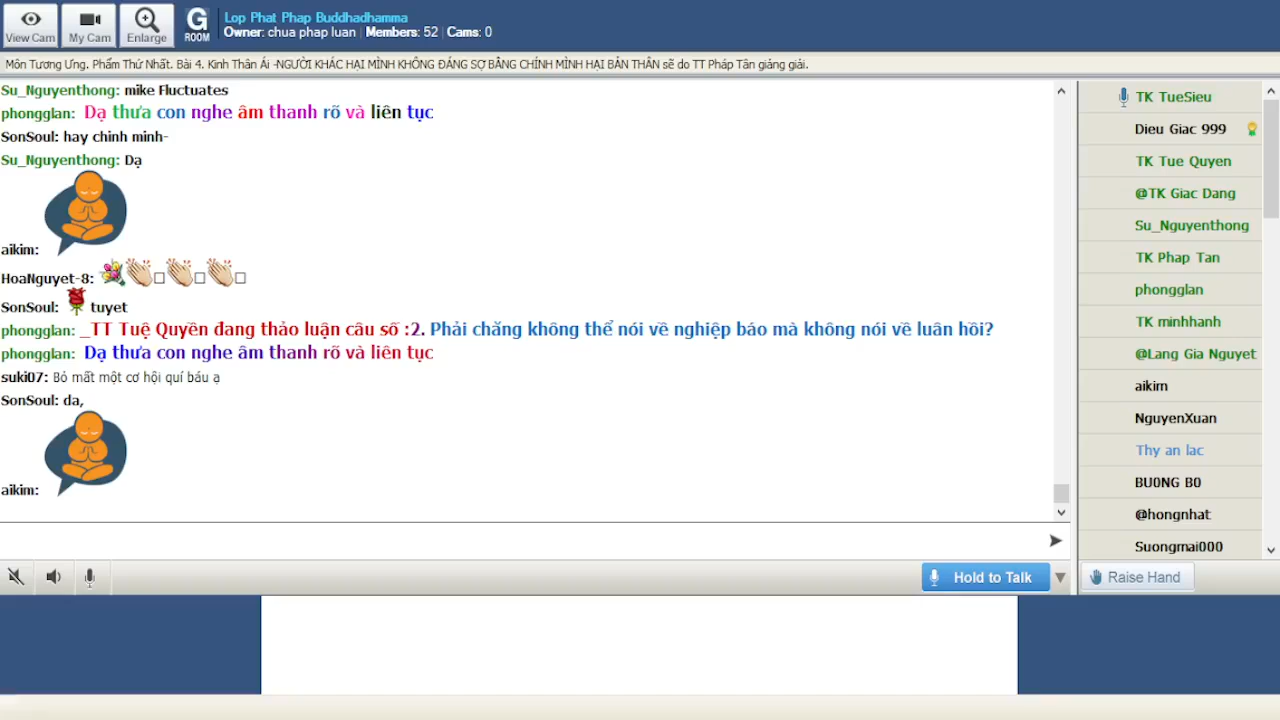 View Cam
My Cam
Enlarge
G
ROOM
Lop Phat Phap Buddhadhamma
Owner: chua phap luan | Members: 52 | Cams: 0
Môn Tương Ưng. Phẩm Thứ Nhất. Bài 4. Kinh Thân Ái -NGƯỜI KHÁC HẠI MÌNH KHÔNG ĐÁNG SỢ BẰNG CHÍNH MÌNH HẠI BẢN THÂN sẽ do TT Pháp Tân giảng giải.
Su_Nguyenthong: mike Fluctuates
phongglan: Dạ thưa con nghe âm thanh rõ và liên tục
SonSoul: hay chinh minh-
Su_Nguyenthong: Dạ
aikim:
HoaNguyet-8:
SonSoul: tuyet
phongglan: _TT Tuệ Quyền đang thảo luận câu số :2. Phải chăng không thể nói về nghiệp báo mà không nói về luân hồi?
phongglan: Dạ thưa con nghe âm thanh rõ và liên tục
suki07: Bỏ mất một cơ hội quí báu ạ
SonSoul: da,
aikim:
TK TueSieu
Dieu Giac 999
TK Tue Quyen
@TK Giac Dang
Su_Nguyenthong
TK Phap Tan
phongglan
TK minhhanh
@Lang Gia Nguyet
aikim
NguyenXuan
Thy an lac
BU0NG B0
@hongnhat
Suongmai000
Hold to Talk
Raise Hand